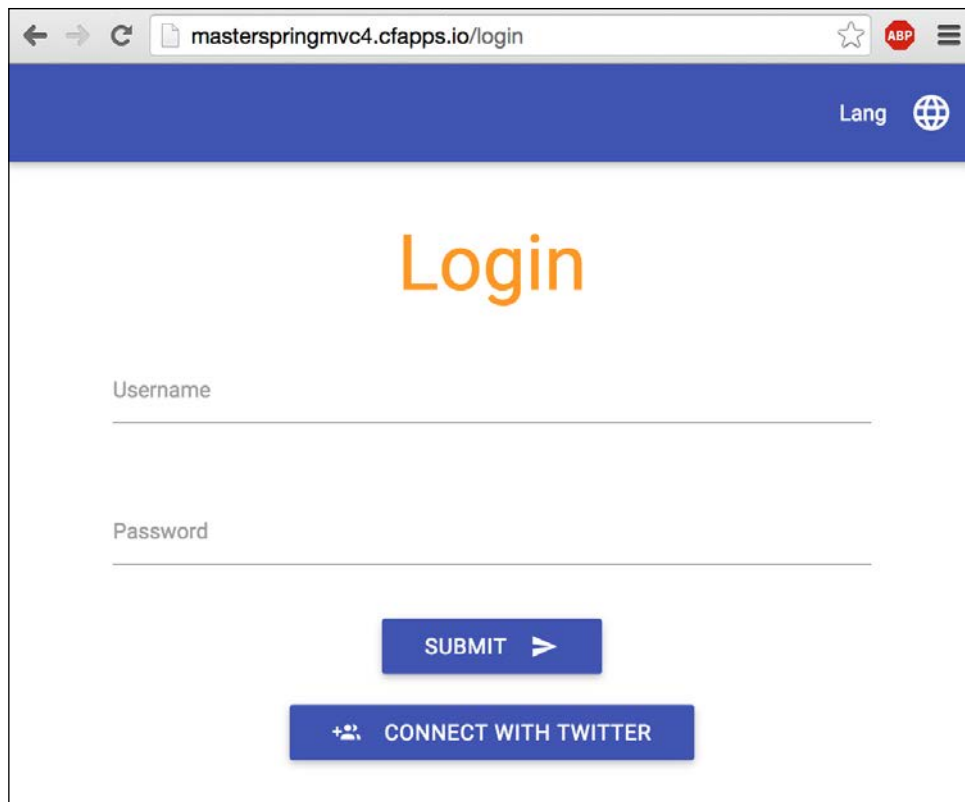 masterspringmvc4.cfapps.io/login
ABP
Lang
Login
Username
Password
SUBMIT
CONNECT WITH TWITTER